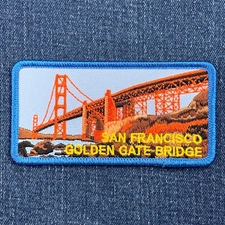 SAN FRANCISCO
GOLDEN GATE BRIDGE